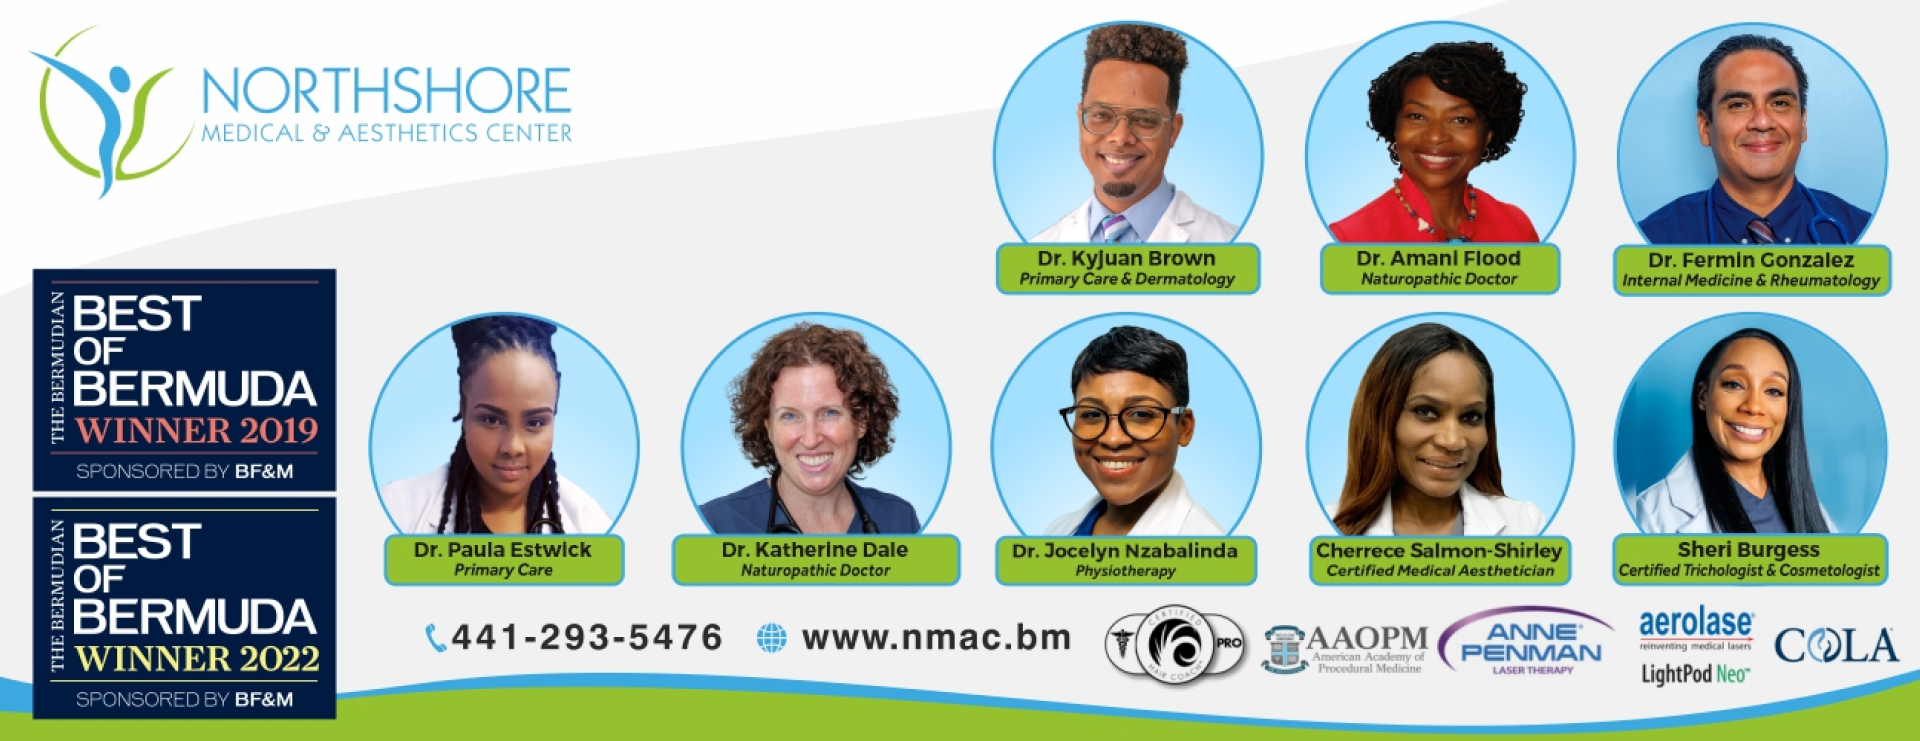 NORTHSHORE
MEDICAL & AESTHETICS CENTER
Dr. Kyjuan Brown
Primary Care & Dermatology
Dr. Amani Flood
Naturopathic Doctor
Dr. Fermin Gonzalez
Internal Medicine & Rheumatology
THE BERMUDIAN
BEST
OF
BERMUDA
WINNER 2019
SPONSORED BY BF&M
THE BERMUDIAN
BEST
OF
BERMUDA
WINNER 2022
SPONSORED BY BF&M
Dr. Paula Estwick
Primary Care
Dr. Katherine Dale
Naturopathic Doctor
Dr. Jocelyn Nzabalinda
Physiotherapy
Cherrece Salmon-Shirley
Certified Medical Aesthetician
Sheri Burgess
Certified Trichologist & Cosmetologist
441-293-5476
www.nmac.bm
CERTIFIED
HAIR COACH
PRO
AAOPM
American Academy of
Procedural Medicine
ANNE®
PENMAN
LASER THERAPY
aerolase®
reinventing medical lasers
LightPod Neo™
COLA